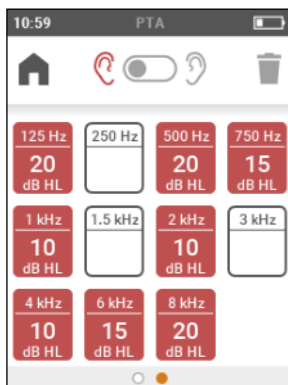 10:59 PTA
125 Hz 250 Hz 500 Hz 750 Hz
20 20 15
dB HL dB HL dB HL
1 kHz 1.5 kHz 2 kHz 3 kHz
10 10
dB HL dB HL
4 kHz 6 kHz 8 kHz
10 15 20
dB HL dB HL dB HL